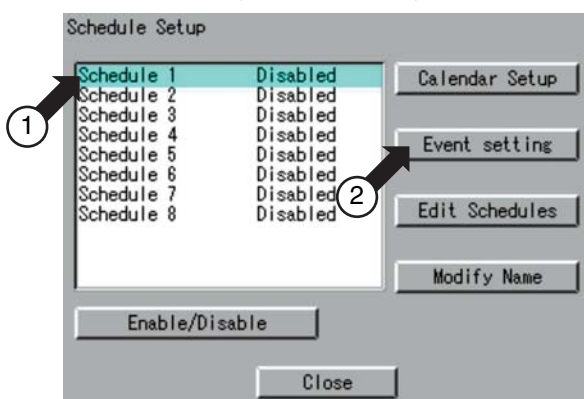 Schedule Setup
Schedule 1 Disabled
Schedule 2 Disabled
Schedule 3 Disabled
Schedule 4 Disabled
Schedule 5 Disabled
Schedule 6 Disabled
Schedule 7 Disabled
Schedule 8 Disabled
1
2
Calendar Setup
Event setting
Edit Schedules
Modify Name
Enable/Disable
Close